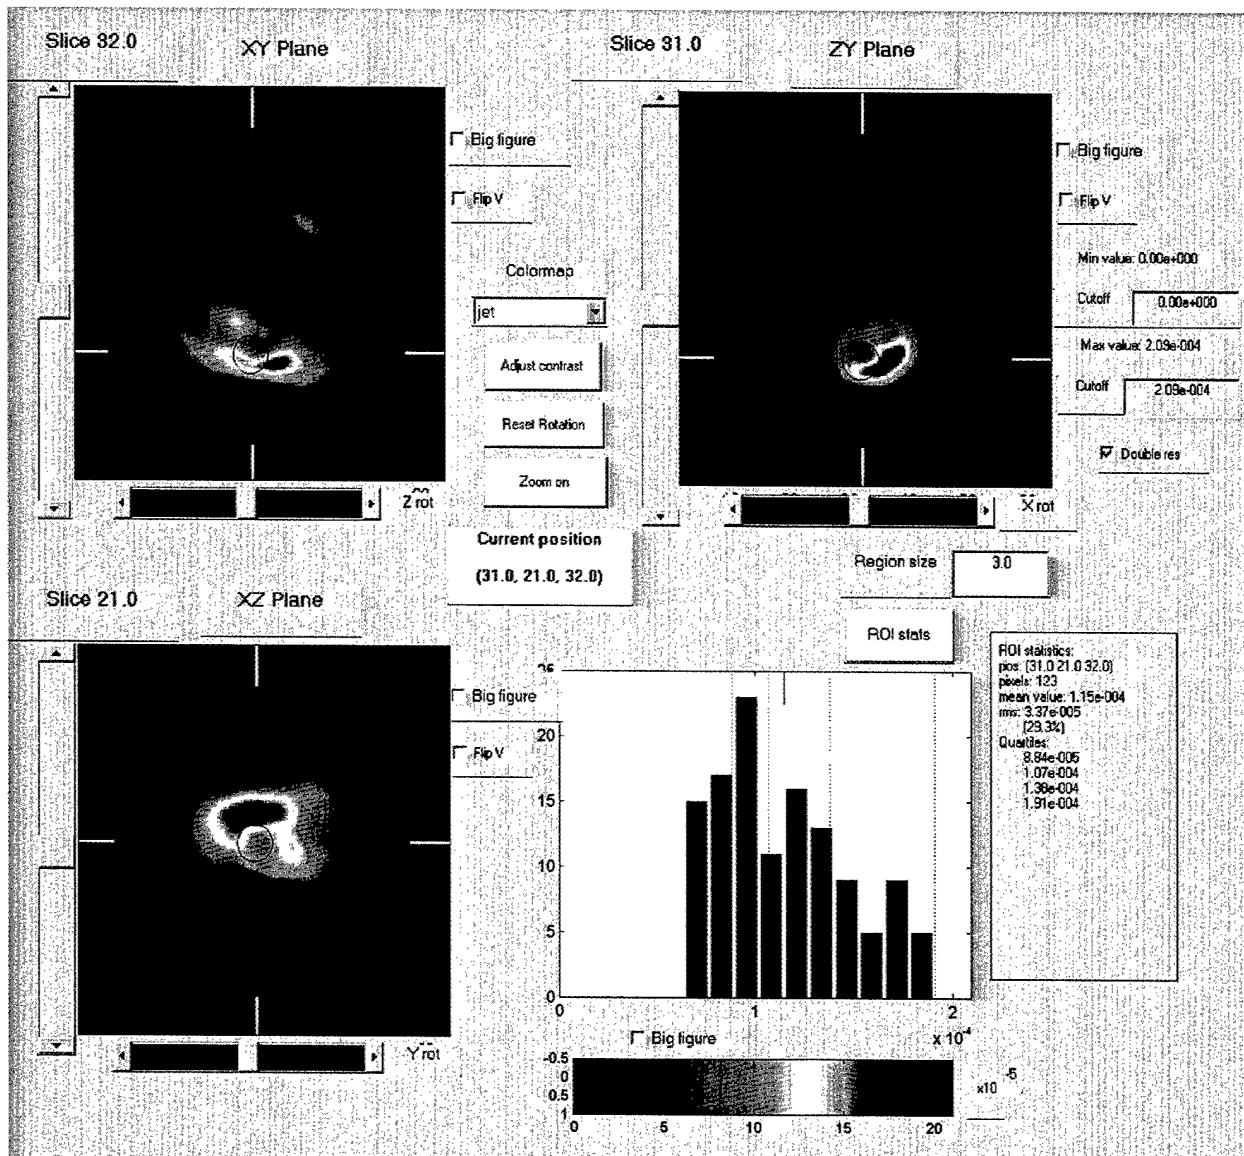 Slice 32.0
XY Plane
Slice 31.0
ZY Plane
Big figure
Flip V
Colormap
jet
Adjust contrast
Reset Rotation
Zoom on
Z rot
Big figure
Flip V
Min value: 0.00e+000
Cutoff 0.00e+000
Max value: 2.09e-004
Cutoff 2.09e-004
Double res
X rot
Current position
(31.0, 21.0, 32.0)
Region size 3.0
ROI stats
Slice 21.0
XZ Plane
Big figure
Flip V
Y rot
25
20
15
10
5
0
0 1 2
x 10⁻⁴
ROI statistics:
pos: [31.0 21.0 32.0]
pixels: 123
mean value: 1.15e-004
rms: 3.37e-005
(29.3%)
Quartiles:
8.84e-005
1.07e-004
1.38e-004
1.91e-004
Big figure
-0.5
0
0.5
1
0 5 10 15 20
x10 -5